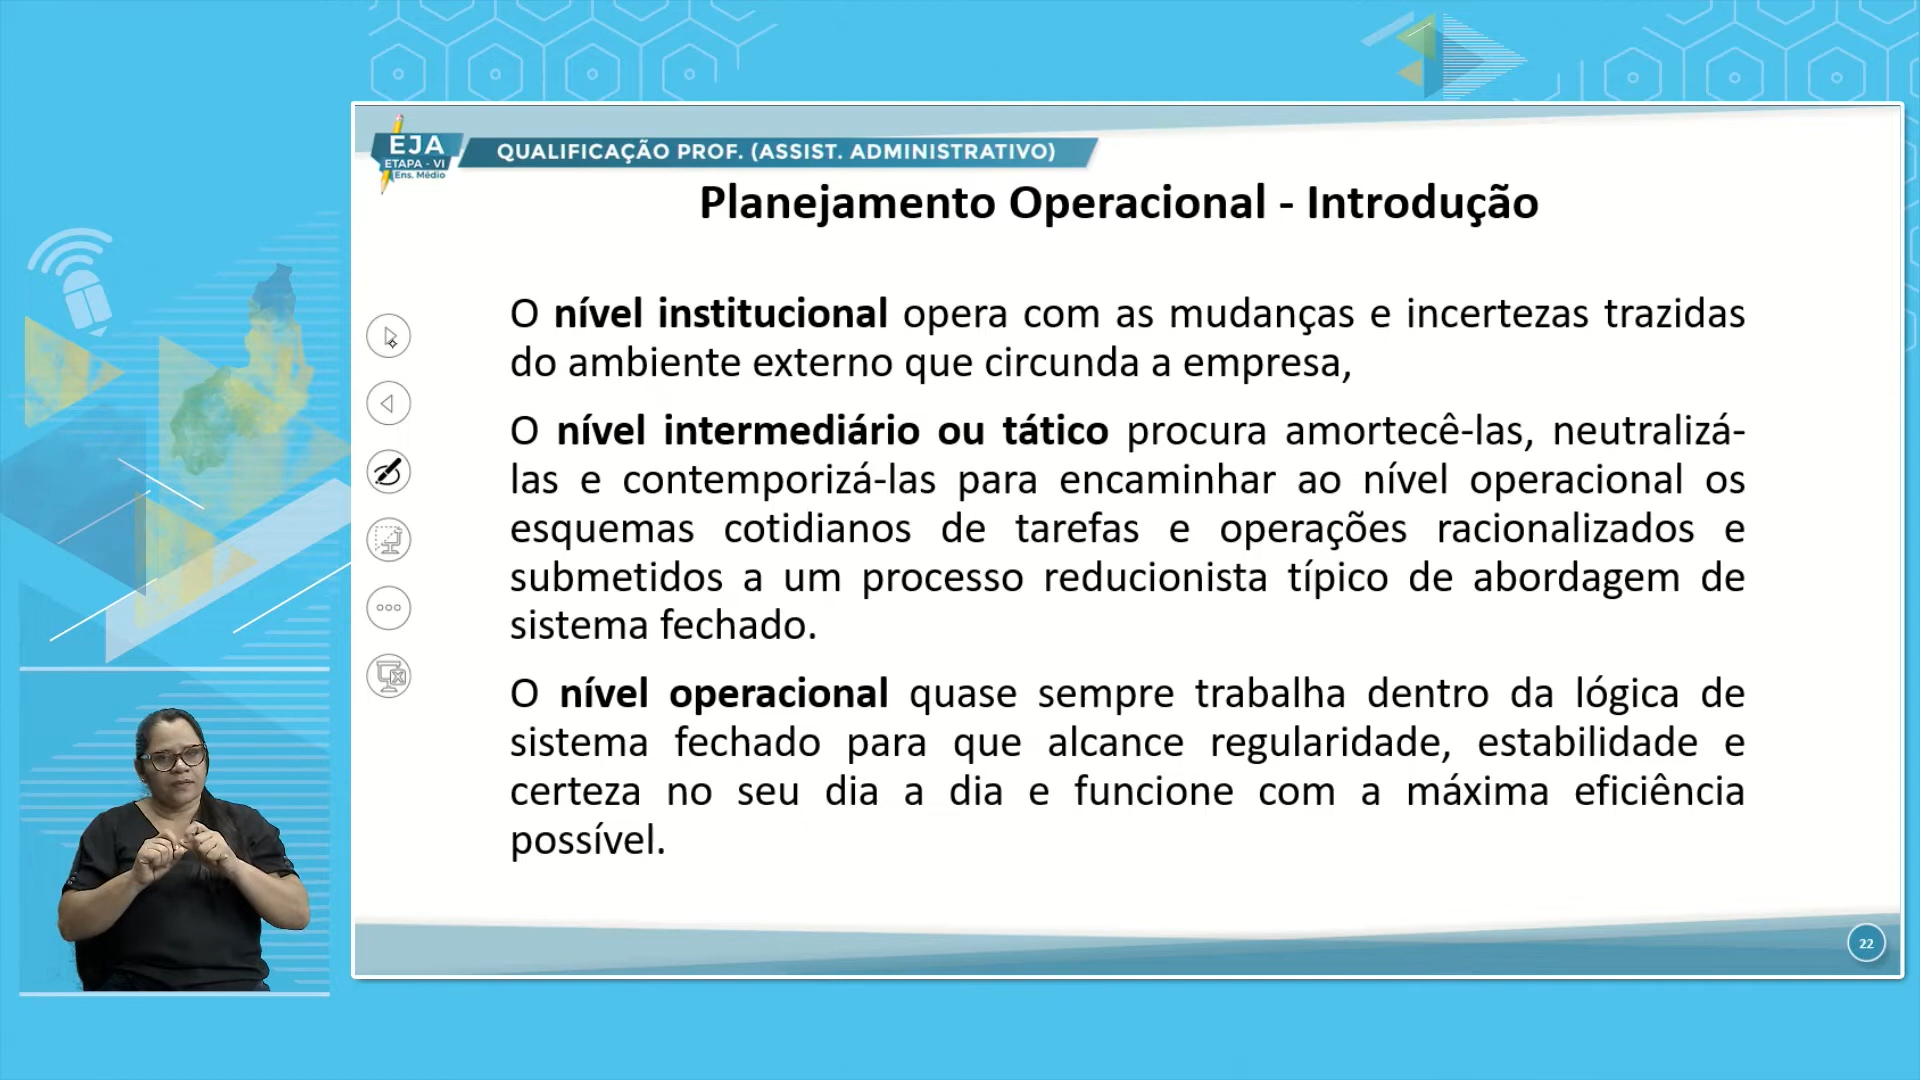 EJA
ETAPA - VI
Ens. Médio
QUALIFICAÇÃO PROF. (ASSIST. ADMINISTRATIVO)
Planejamento Operacional - Introdução
O nível institucional opera com as mudanças e incertezas trazidas
do ambiente externo que circunda a empresa,
O nível intermediário ou tático procura amortecê-las, neutralizá-
las e contemporizá-las para encaminhar ao nível operacional os
esquemas cotidianos de tarefas e operações racionalizados e
submetidos a um processo reducionista típico de abordagem de
sistema fechado.
O nível operacional quase sempre trabalha dentro da lógica de
sistema fechado para que alcance regularidade, estabilidade e
certeza no seu dia a dia e funcione com a máxima eficiência
possível.
22